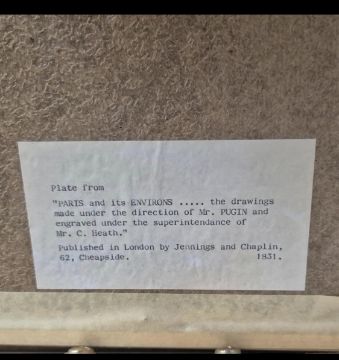 Plate from
"PARIS and its ENVIRONS ..... the drawings
made under the direction of Mr. PUGIN and
engraved under the superintendance of
Mr. C. Heath."
Published in London by Jennings and Chaplin,
62, Cheapside. 1831.